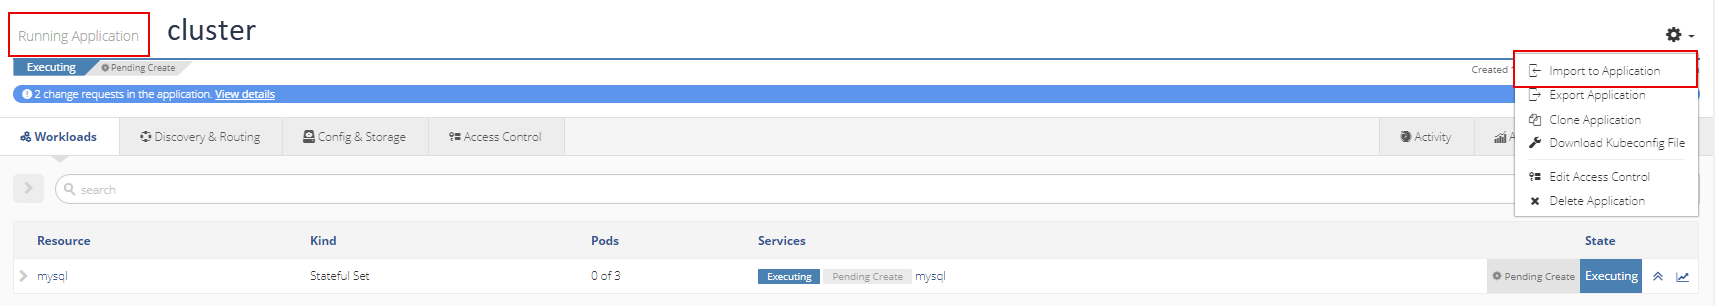 Running Application cluster
Executing Pending Create Created
Import to Application
2 change requests in the application. View details
Export Application
Clone Application
Download Kubeconfig File
Edit Access Control
Delete Application
Workloads Discovery & Routing Config & Storage Access Control Activity
search
Resource Kind Pods Services State
mysql Stateful Set 0 of 3 Executing Pending Create mysql Pending Create Executing